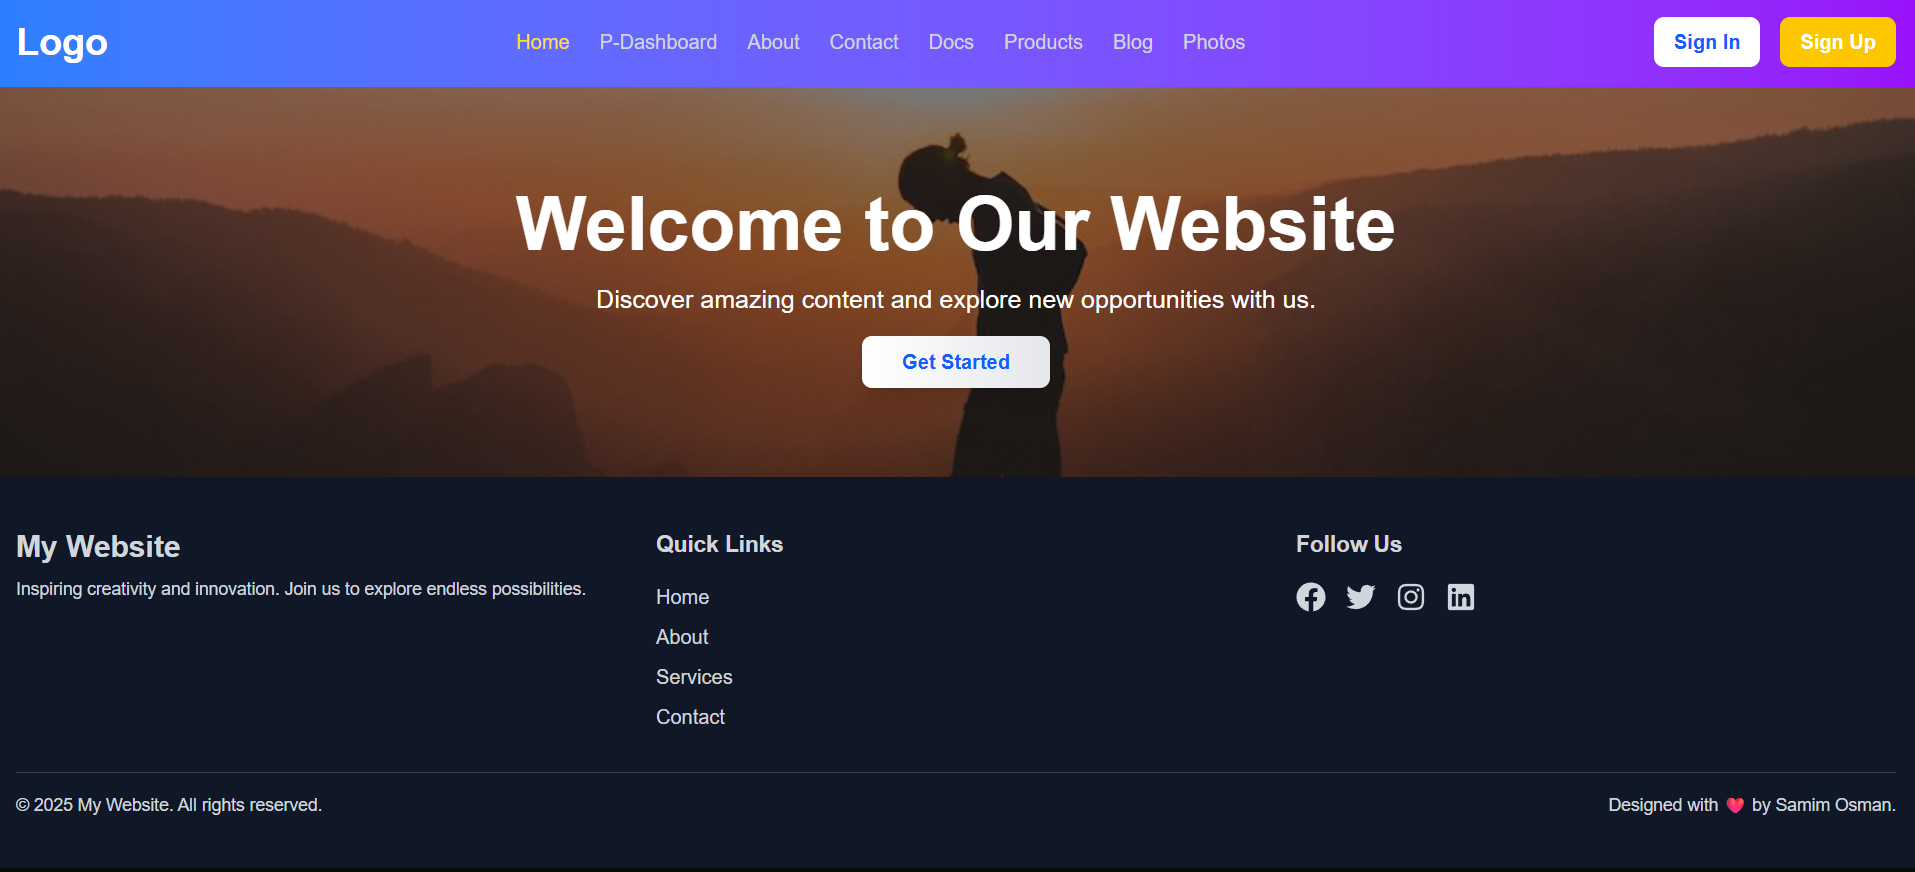 Logo
Home P-Dashboard About Contact Docs Products Blog Photos
Sign In
Sign Up
Welcome to Our Website
Discover amazing content and explore new opportunities with us.
Get Started
My Website
Inspiring creativity and innovation. Join us to explore endless possibilities.
Quick Links
Home
About
Services
Contact
Follow Us
© 2025 My Website. All rights reserved.
Designed with ❤️ by Samim Osman.